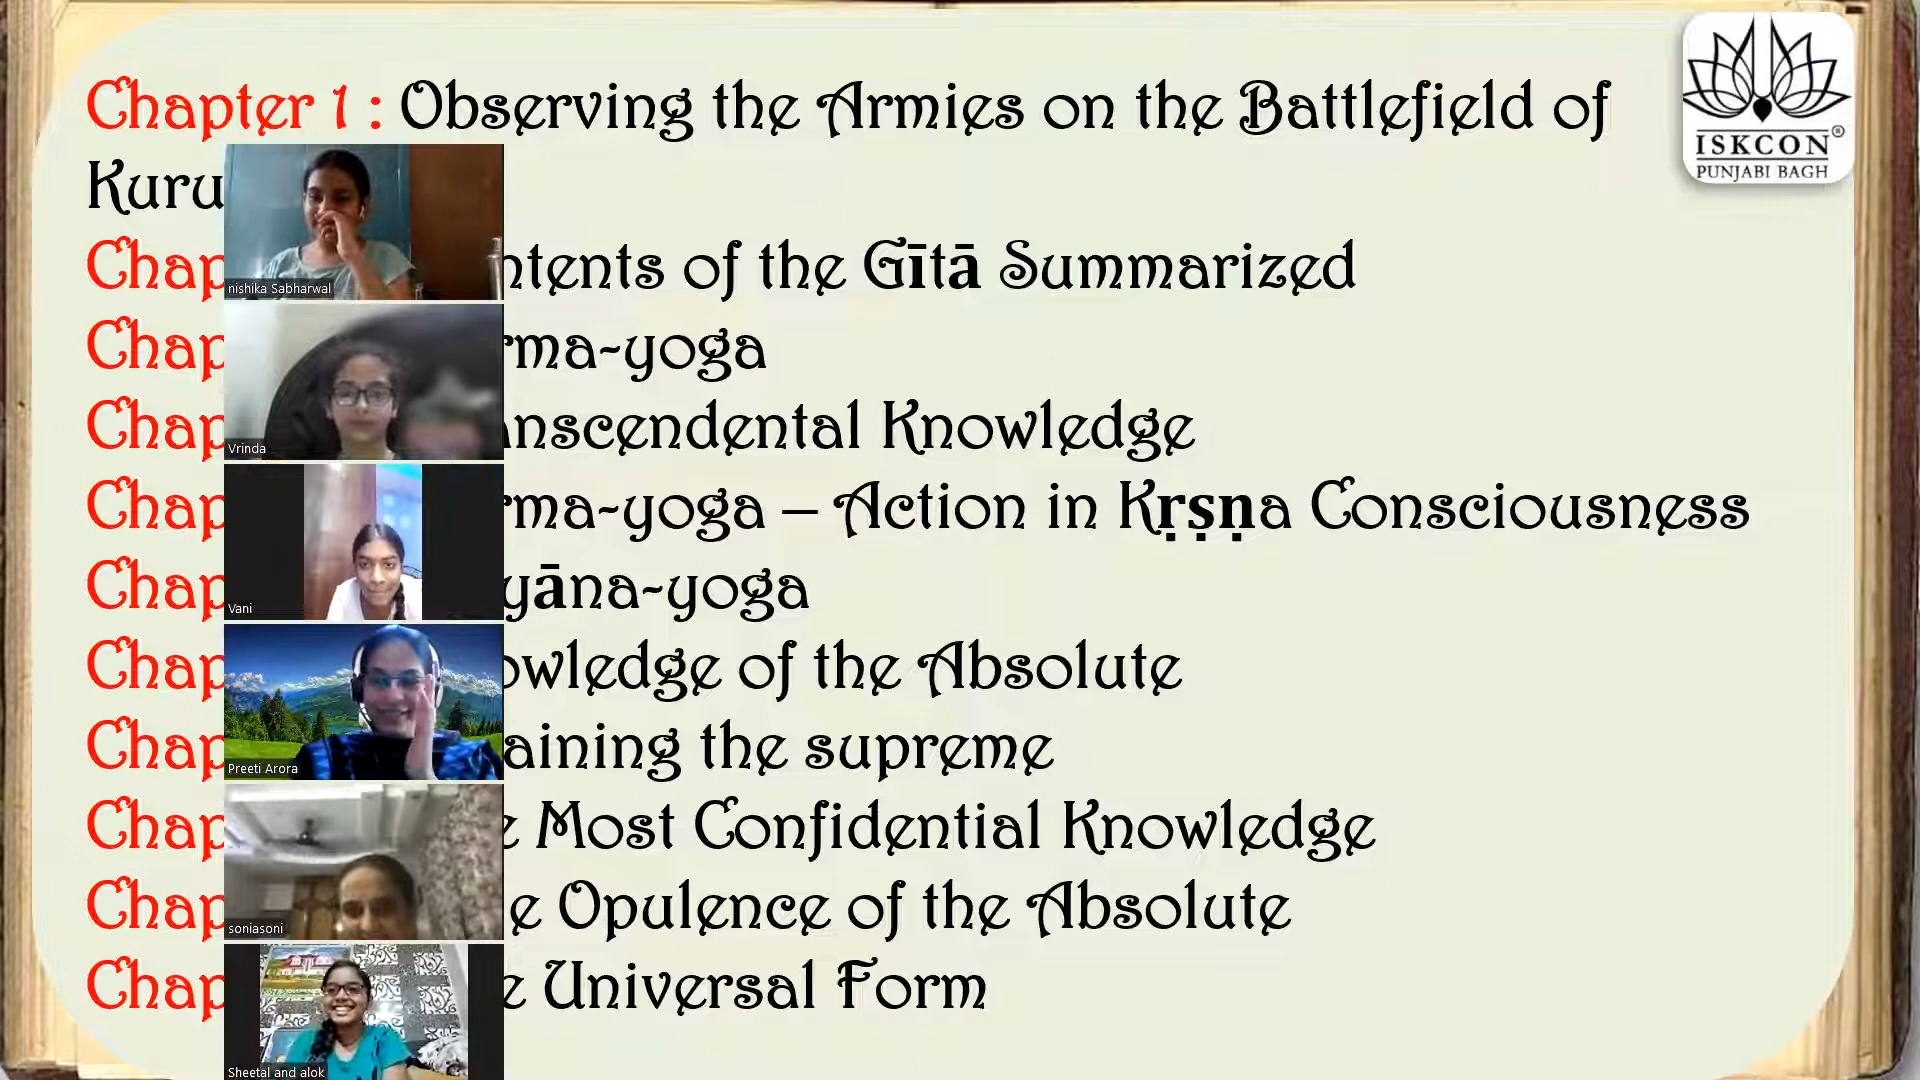 Chapter 1 : Observing the Armies on the Battlefield of
Kuru
Chap ntents of the Gītā Summarized
Chap rma-yoga
Chap anscendental Knowledge
Chap rma-yoga – Action in Kṛṣṇa Consciousness
Chap yāna-yoga
Chap owledge of the Absolute
Chap aining the supreme
Chap e Most Confidential Knowledge
Chap e Opulence of the Absolute
Chap e Universal Form
ISKCON®
PUNJABI BAGH
nishika Sabharwal
Vrinda
Vani
Preeti Arora
soniasoni
Sheetal and alok